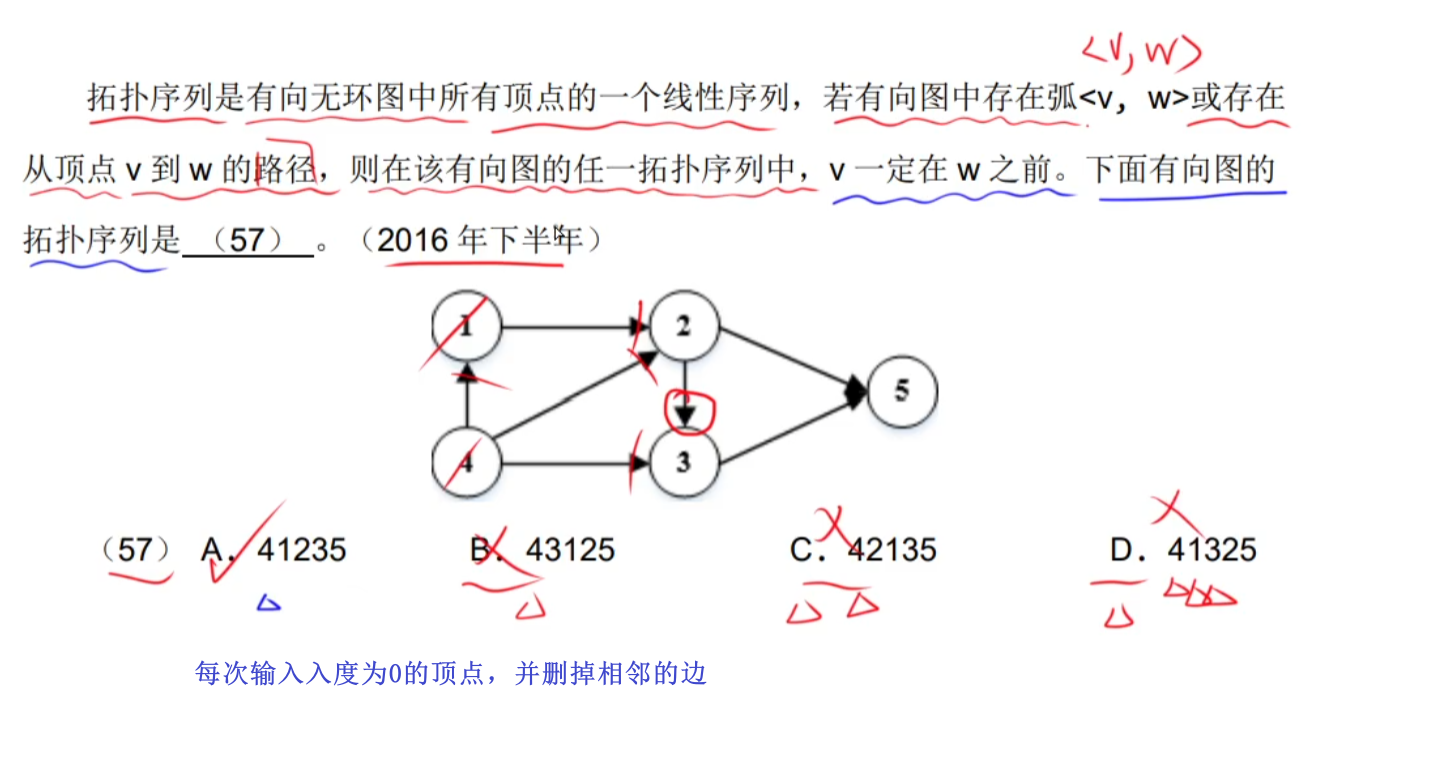 <v, w>
拓扑序列是有向无环图中所有顶点的一个线性序列，若有向图中存在弧<v，w>或存在
从顶点 v 到 w 的路径，则在该有向图的任一拓扑序列中，v 一定在 w 之前。下面有向图的
拓扑序列是 （57） 。（2016 年下半年）
1 2
5
4 3
（57） A．41235 B．43125 C．42135 D．41325
每次输入入度为0的顶点，并删掉相邻的边